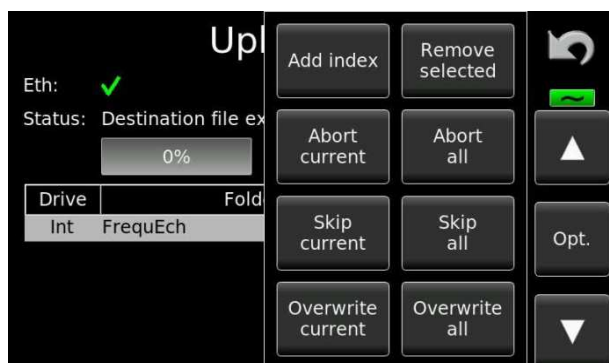 Upl
Eth:
Status: Destination file ex
0%
Drive Fold
Int FrequEch
Add index
Remove
selected
Abort
current
Abort
all
Skip
current
Skip
all
Overwrite
current
Overwrite
all
Opt.